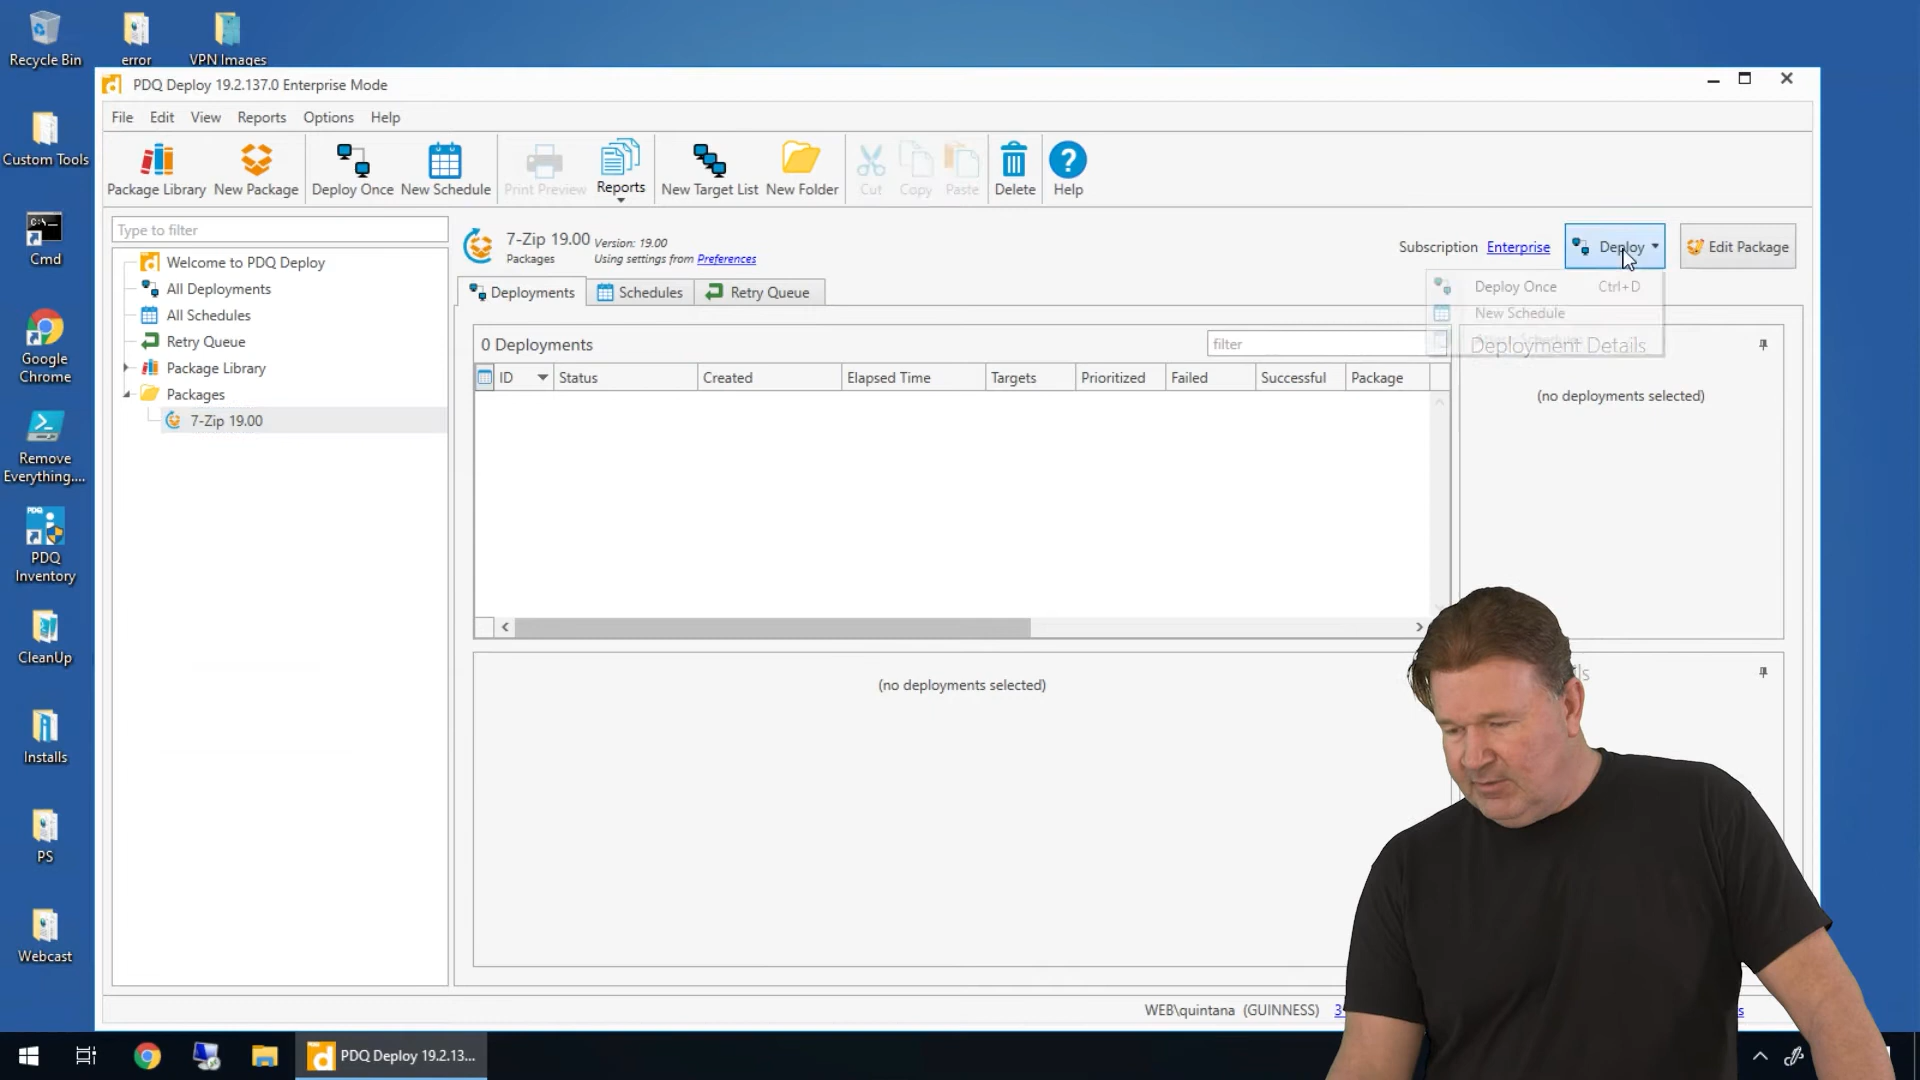 Recycle Bin
error
VPN Images
Custom Tools
Cmd
Google Chrome
Remove Everything....
PDQ Inventory
CleanUp
Installs
PS
Webcast
PDQ Deploy 19.2.137.0 Enterprise Mode
File Edit View Reports Options Help
Package Library New Package Deploy Once New Schedule Print Preview Reports New Target List New Folder Cut Copy Paste Delete Help
Type to filter
Welcome to PDQ Deploy
All Deployments
All Schedules
Retry Queue
Package Library
Packages
7-Zip 19.00
7-Zip 19.00 Version: 19.00
Packages Using settings from Preferences
Subscription Enterprise Deploy Edit Package
Deploy Once Ctrl+D
New Schedule
Deployments Schedules Retry Queue
0 Deployments filter
Deployment Details
ID Status Created Elapsed Time Targets Prioritized Failed Successful Package
(no deployments selected)
(no deployments selected)
WEB\quintana (GUINNESS) 3
PDQ Deploy 19.2.13...